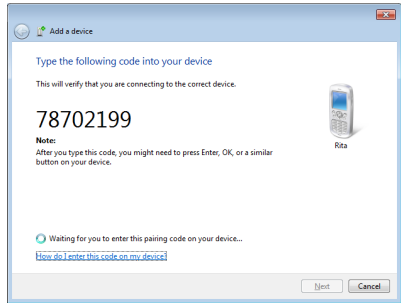 Add a device
Type the following code into your device
This will verify that you are connecting to the correct device.
78702199
Note:
After you type this code, you might need to press Enter, OK, or a similar
button on your device.
Rita
Waiting for you to enter this pairing code on your device...
How do I enter this code on my device?
Next Cancel